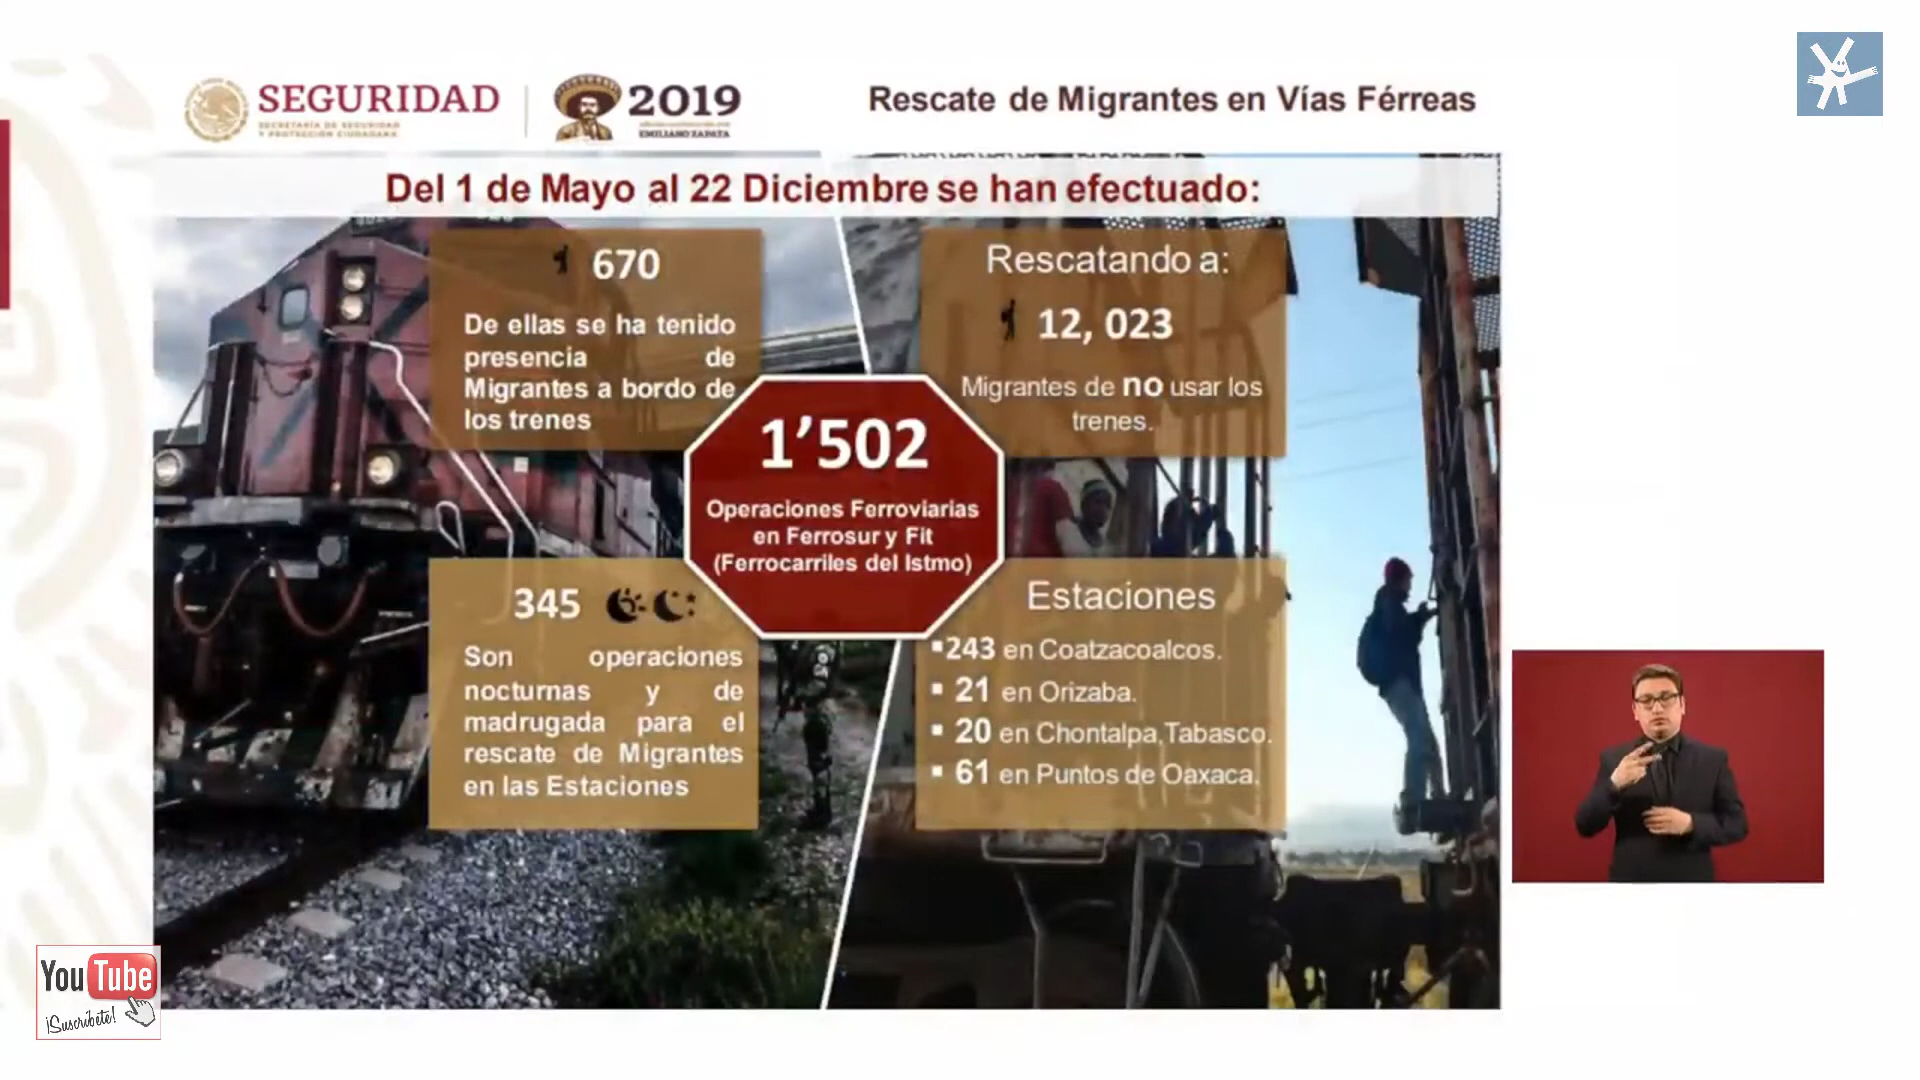 SEGURIDAD
SECRETARÍA DE SEGURIDAD
Y PROTECCIÓN CIUDADANA
2019
EMILIANO ZAPATA
Rescate de Migrantes en Vías Férreas
Del 1 de Mayo al 22 Diciembre se han efectuado:
670
De ellas se ha tenido
presencia de
Migrantes a bordo de
los trenes
Rescatando a:
12, 023
Migrantes de no usar los
trenes.
1’502
Operaciones Ferroviarias
en Ferrosur y Fit
(Ferrocarriles del Istmo)
345
Son operaciones
nocturnas y de
madrugada para el
rescate de Migrantes
en las Estaciones
Estaciones
▪243 en Coatzacoalcos.
▪ 21 en Orizaba.
▪ 20 en Chontalpa,Tabasco.
▪ 61 en Puntos de Oaxaca.
YouTube
¡Suscríbete!